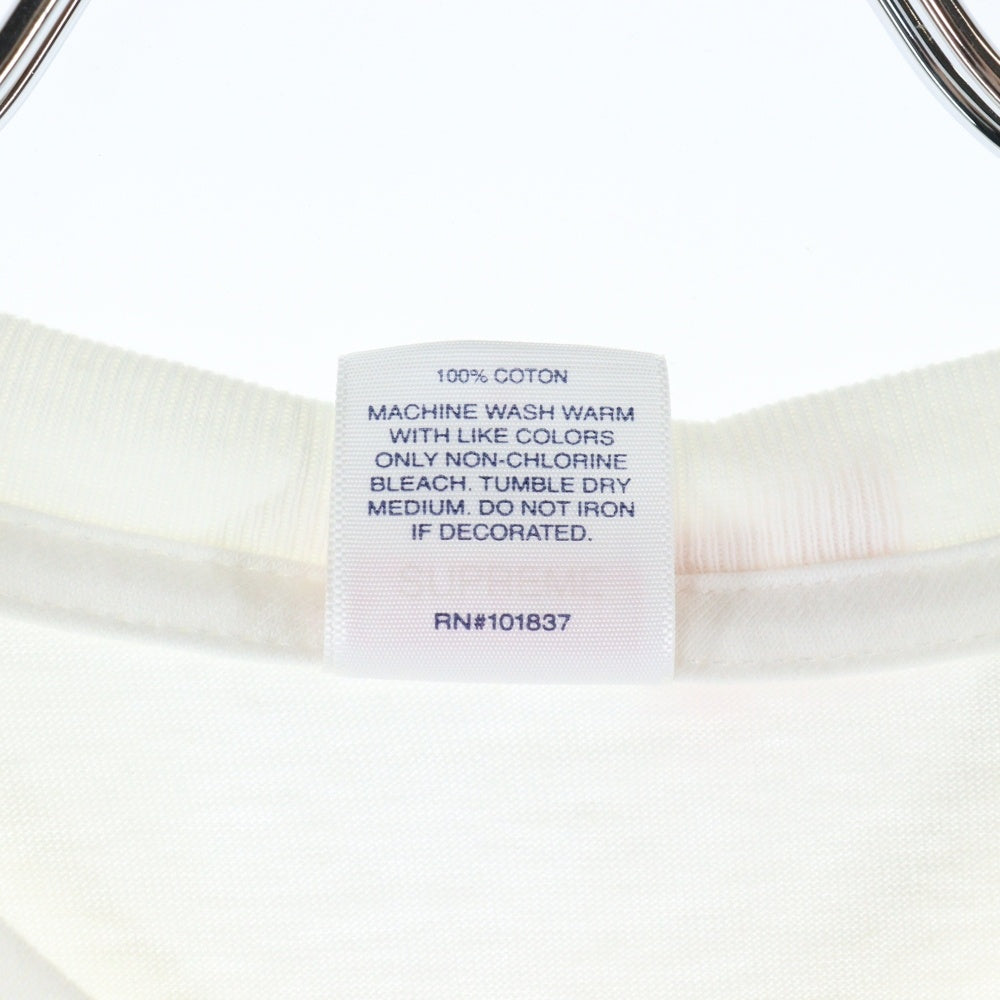 100% COTON
MACHINE WASH WARM
WITH LIKE COLORS
ONLY NON-CHLORINE
BLEACH. TUMBLE DRY
MEDIUM. DO NOT IRON
IF DECORATED.
SUPREME
RN#101837